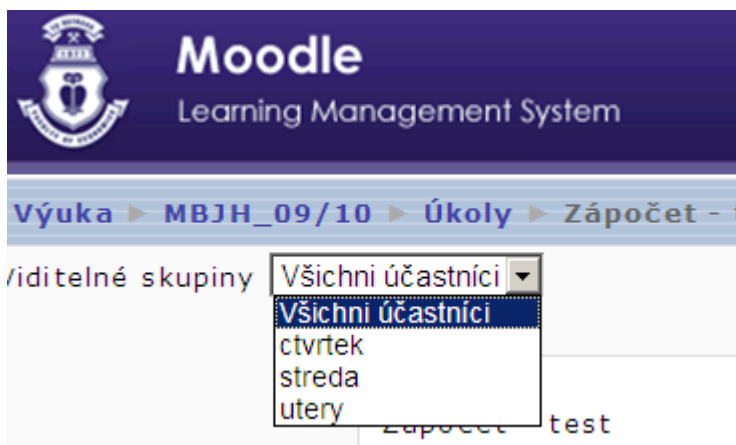 Moodle
Learning Management System
Výuka ► MBJH_09/10 ► Úkoly ► Zápočet -
Viditelné skupiny Všichni účastníci
Všichni účastníci
ctvrtek
streda
utery
Zápočet test